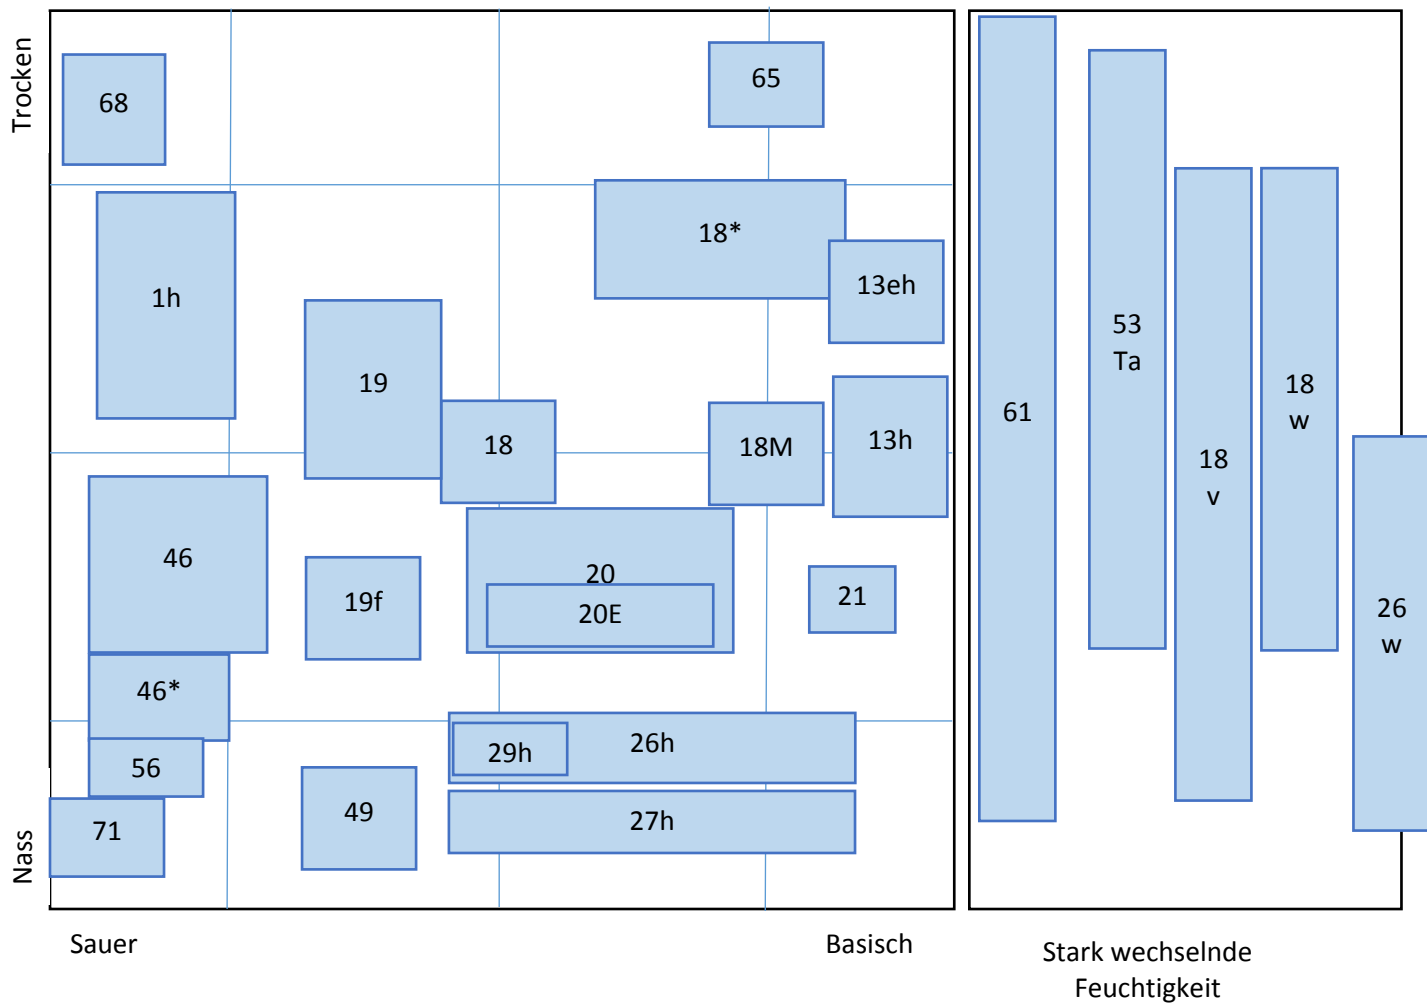 Trocken
68
65
18*
1h
13eh
53
Ta
19
18
w
61
18
18M
13h
18
v
46
20
19f
20E
21
26
w
46*
29h
26h
56
49
27h
71
Nass
Sauer
Basisch
Stark wechselnde
Feuchtigkeit